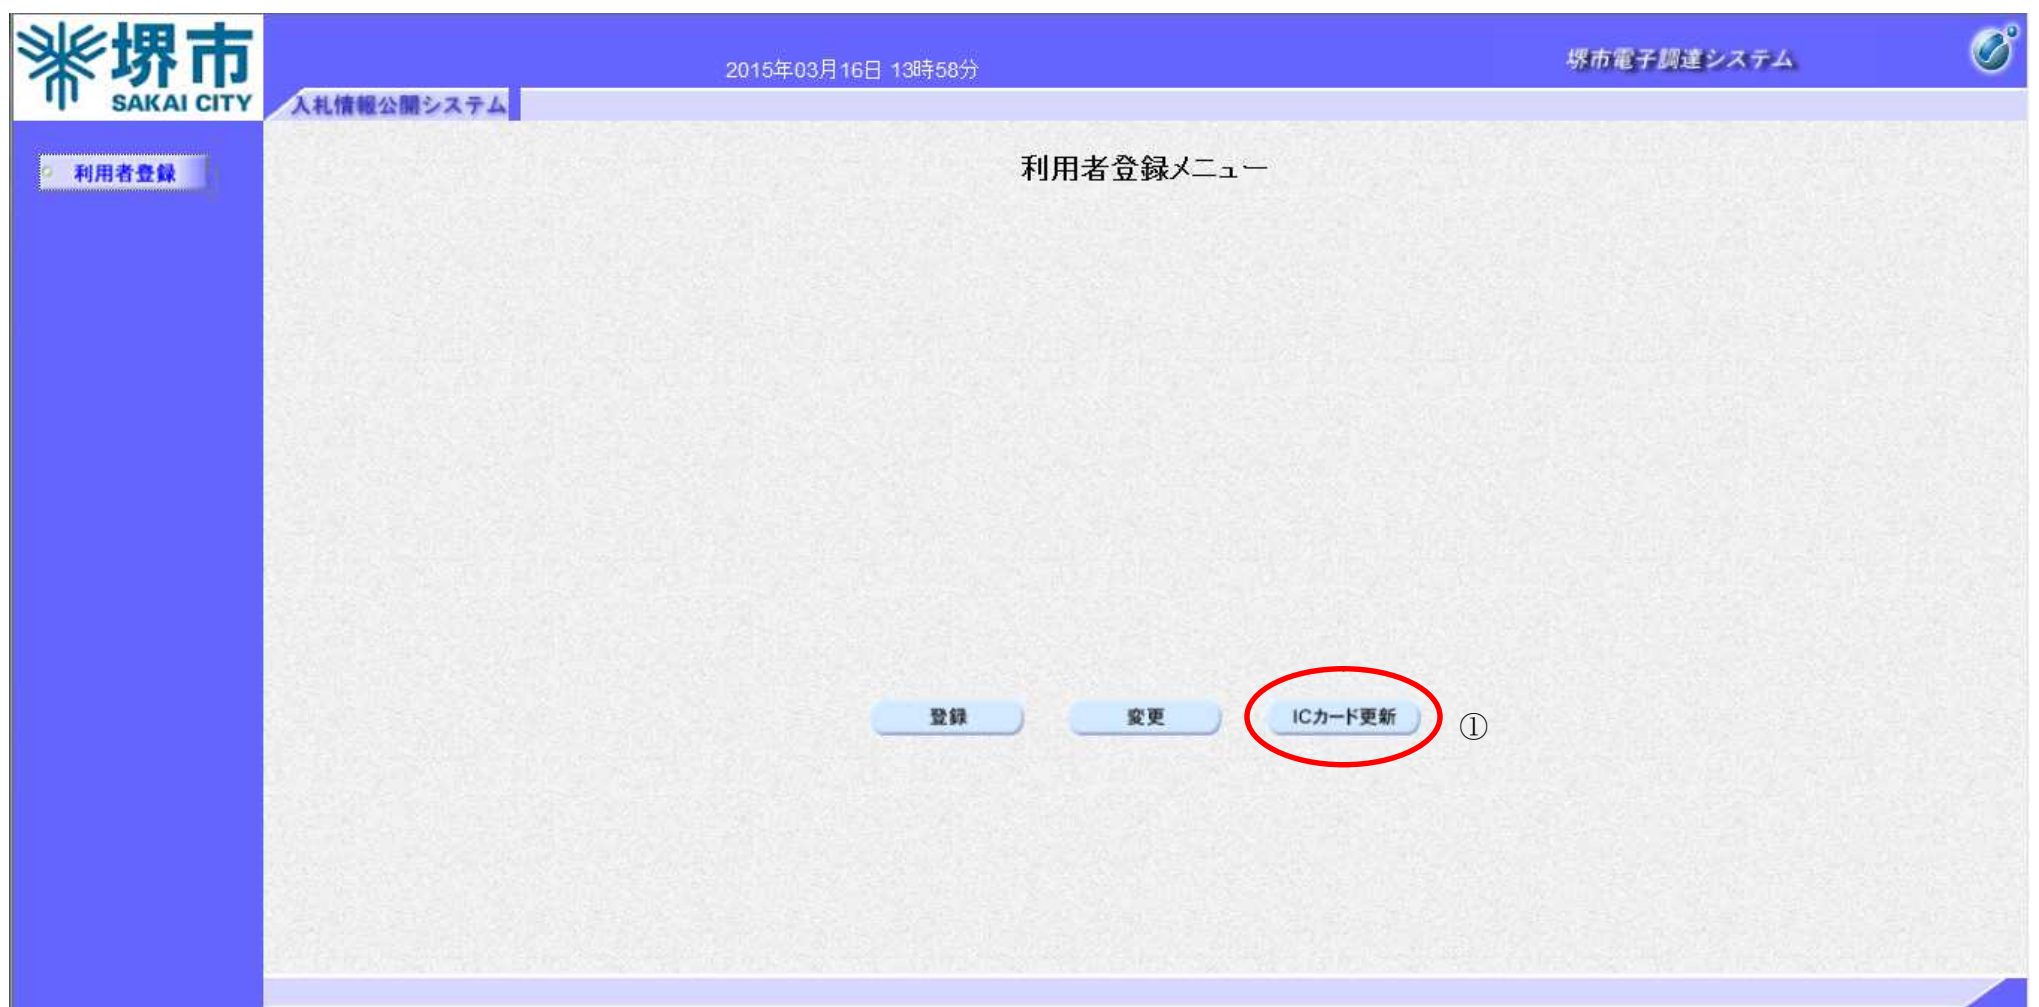 堺市
SAKAI CITY
2015年03月16日 13時58分
堺市電子調達システム
入札情報公開システム
利用者登録
利用者登録メニュー
登録
変更
ICカード更新
①